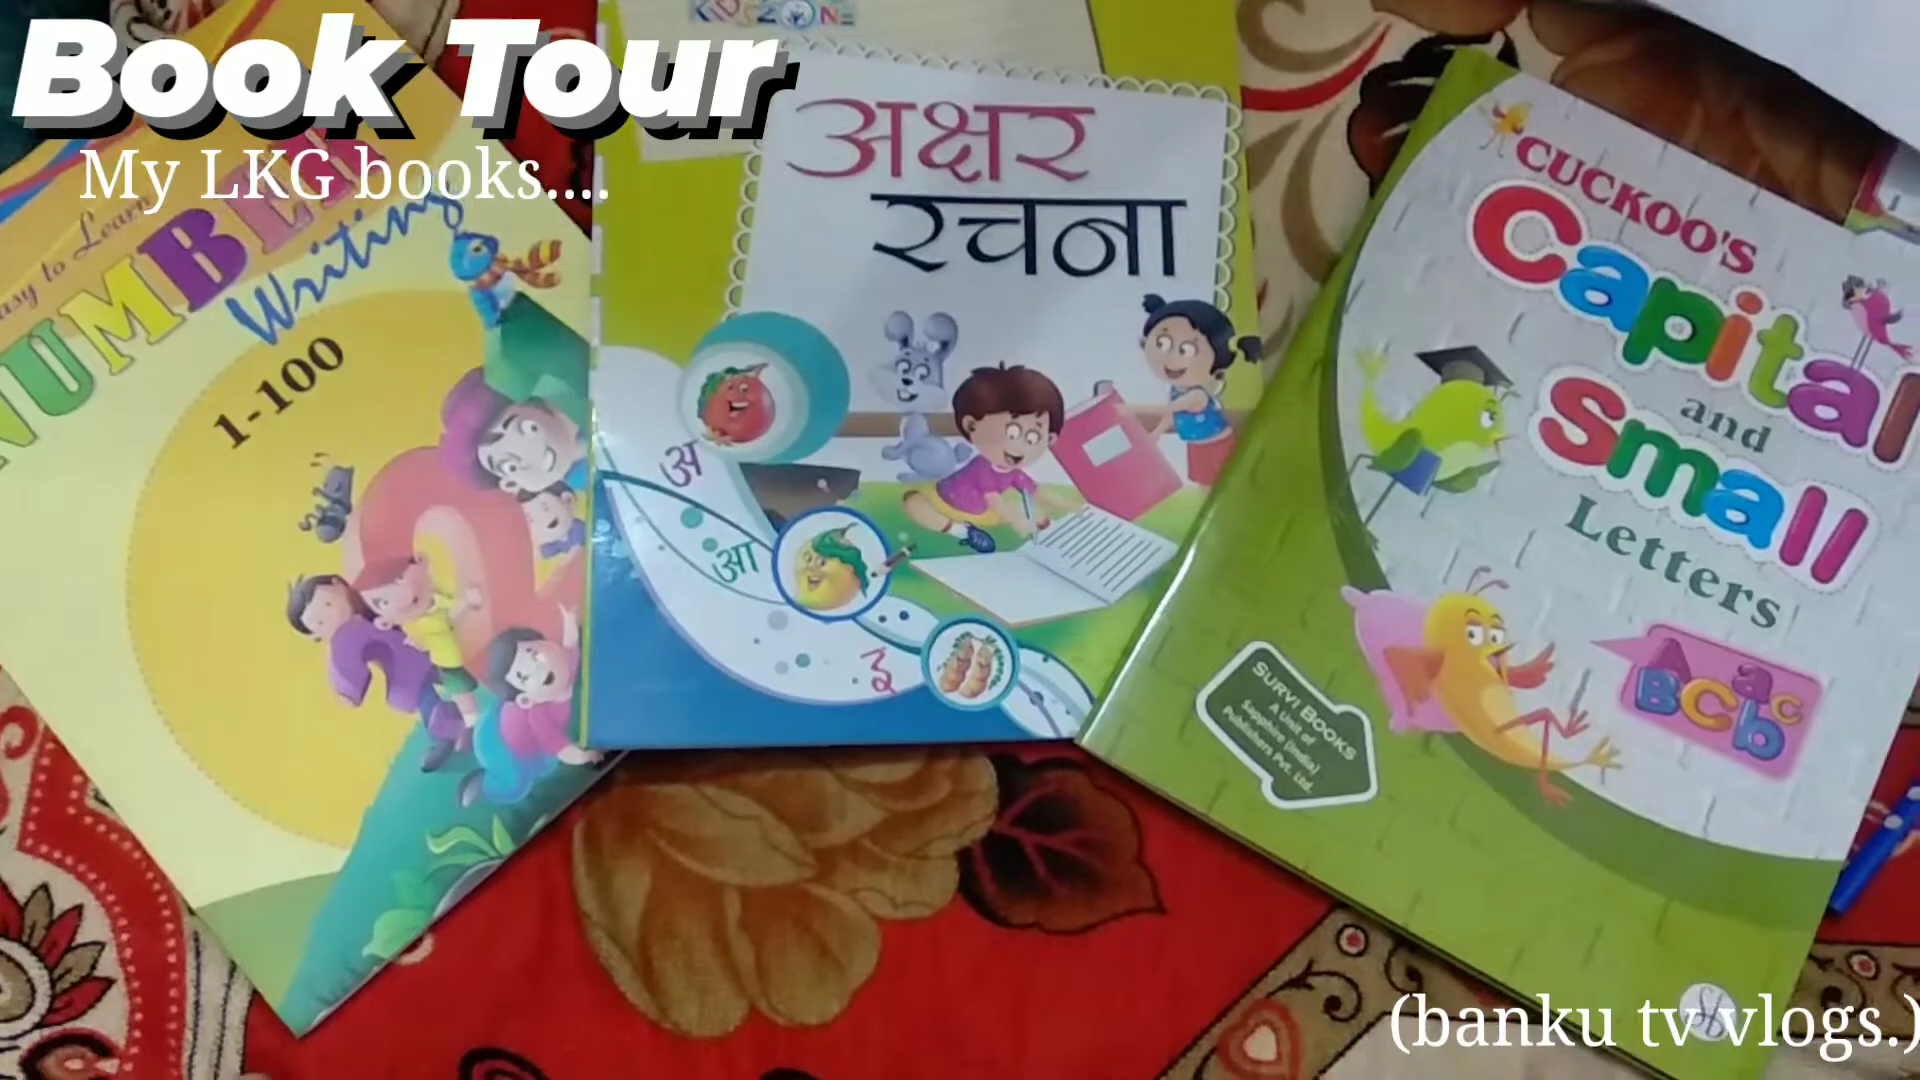 Book Tour
My LKG books....
Easy to Learn
NUMBER
Writing
1-100
KIDZZONE
अक्षर
रचना
अ
आ
इ
CUCKOO'S
Capital
and
Small
Letters
SURVI BOOKS
A Unit of
Sapphire (India)
Publishers Pvt. Ltd.
A a c
B C b
(banku tv vlogs.)